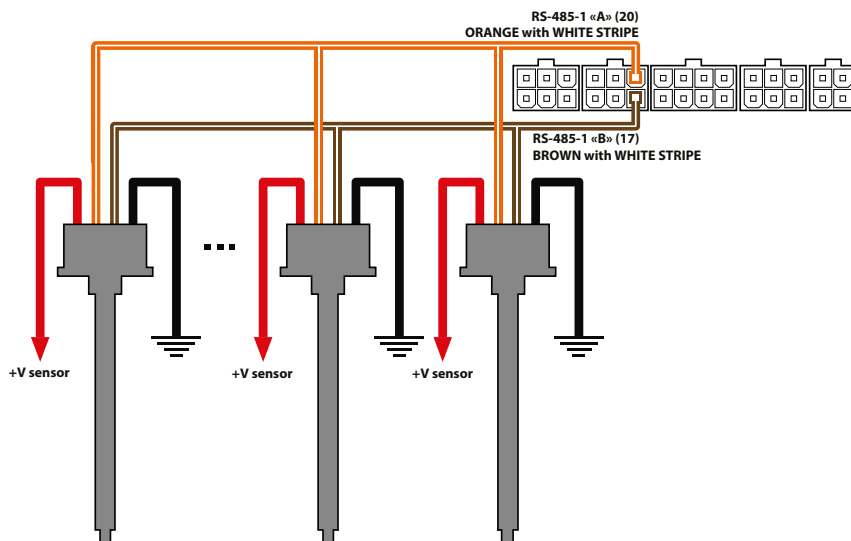 RS-485-1 «A» (20)
ORANGE with WHITE STRIPE
RS-485-1 «B» (17)
BROWN with WHITE STRIPE
+V sensor
+V sensor
+V sensor